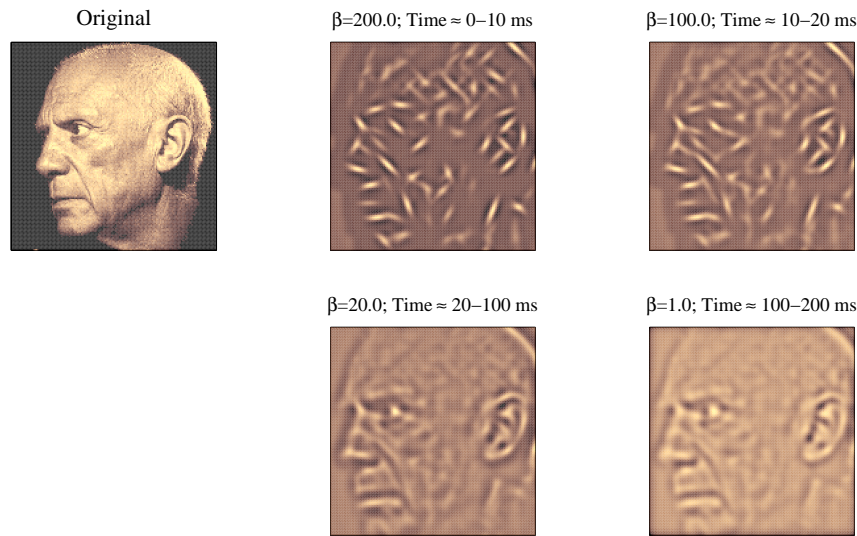 Original
β=200.0; Time ≈ 0–10 ms
β=100.0; Time ≈ 10–20 ms
β=20.0; Time ≈ 20–100 ms
β=1.0; Time ≈ 100–200 ms